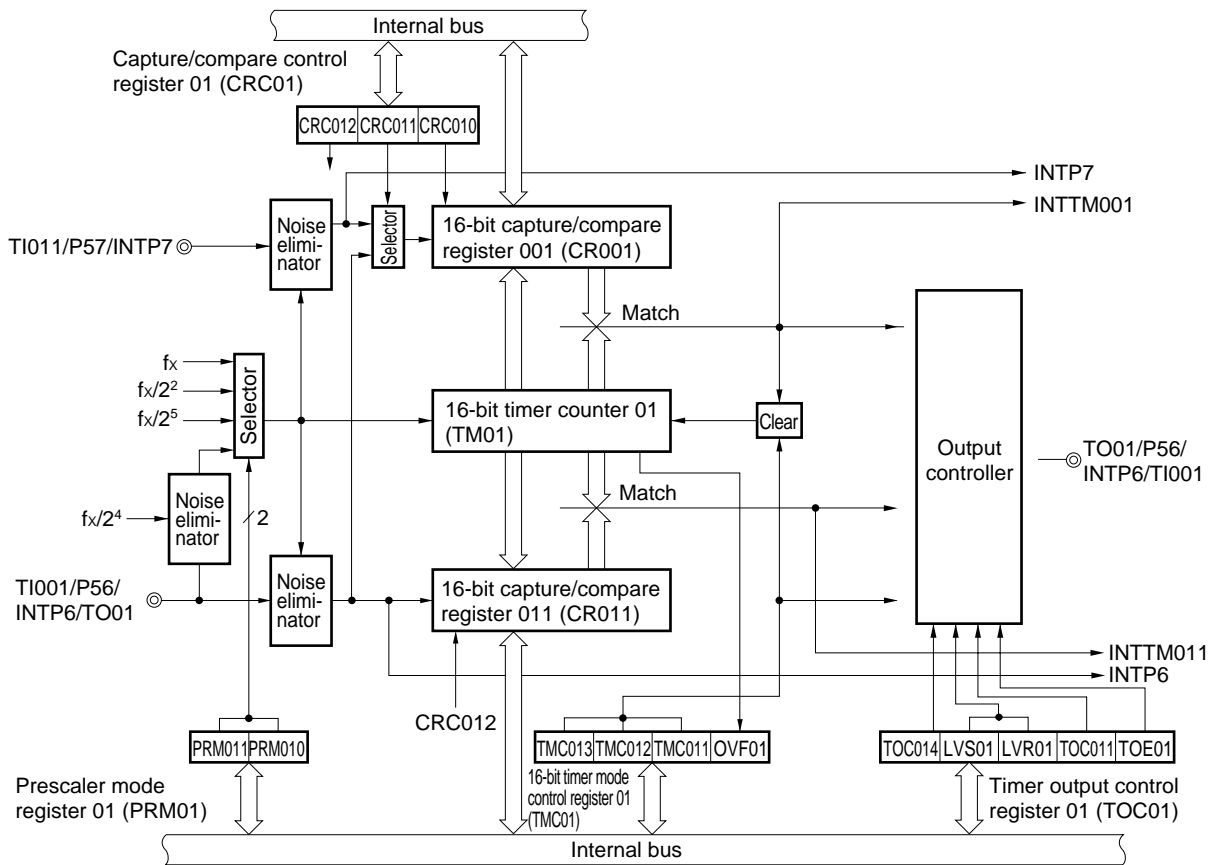 Internal bus
Capture/compare control
register 01 (CRC01)
CRC012 CRC011 CRC010
INTP7
INTTM001
TI011/P57/INTP7
Noise
elimi-
nator
Selector
16-bit capture/compare
register 001 (CR001)
Match
fx
fx/2²
fx/2⁵
Selector
16-bit timer counter 01
(TM01)
Clear
Output
controller
TO01/P56/
INTP6/TI001
fx/2⁴
Noise
elimi-
nator
2
Match
TI001/P56/
INTP6/TO01
Noise
elimi-
nator
16-bit capture/compare
register 011 (CR011)
INTTM011
INTP6
CRC012
PRM011 PRM010
TMC013 TMC012 TMC011 OVF01
TOC014 LVS01 LVR01 TOC011 TOE01
Prescaler mode
register 01 (PRM01)
16-bit timer mode
control register 01
(TMC01)
Timer output control
register 01 (TOC01)
Internal bus